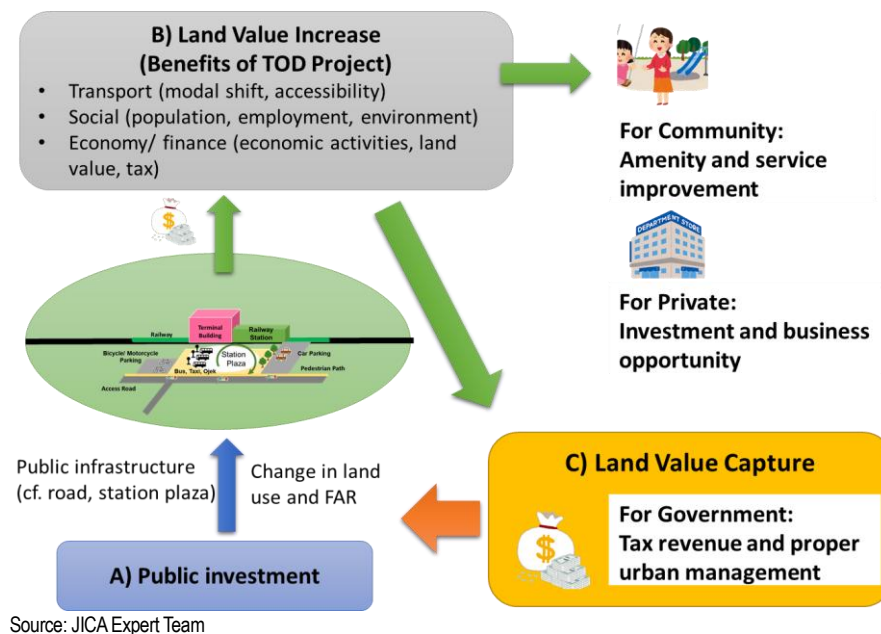 B) Land Value Increase
(Benefits of TOD Project)
• Transport (modal shift, accessibility)
• Social (population, employment, environment)
• Economy/ finance (economic activities, land
value, tax)
For Community:
Amenity and service
improvement
DEPARTMENT STORE
For Private:
Investment and business
opportunity
$
Railway
Terminal
Building
Railway
Station
Bicycle/ Motorcycle
Parking
Station
Plaza
Car Parking
Bus, Taxi, Ojek
Pedestrian Path
Access Road
Public infrastructure
(cf. road, station plaza)
Change in land
use and FAR
A) Public investment
C) Land Value Capture
$
For Government:
Tax revenue and proper
urban management
Source: JICA Expert Team